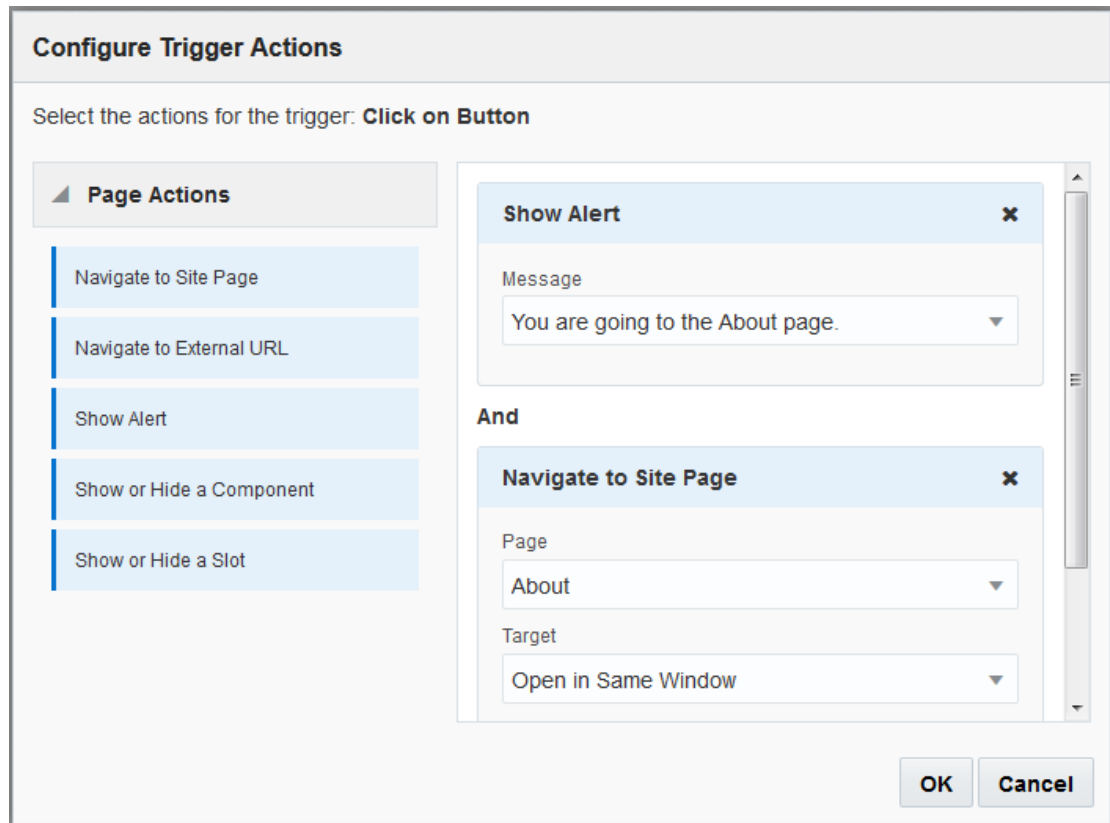 Configure Trigger Actions
Select the actions for the trigger: Click on Button
Page Actions
Navigate to Site Page
Navigate to External URL
Show Alert
Show or Hide a Component
Show or Hide a Slot
Show Alert
Message
You are going to the About page.
And
Navigate to Site Page
Page
About
Target
Open in Same Window
OK
Cancel